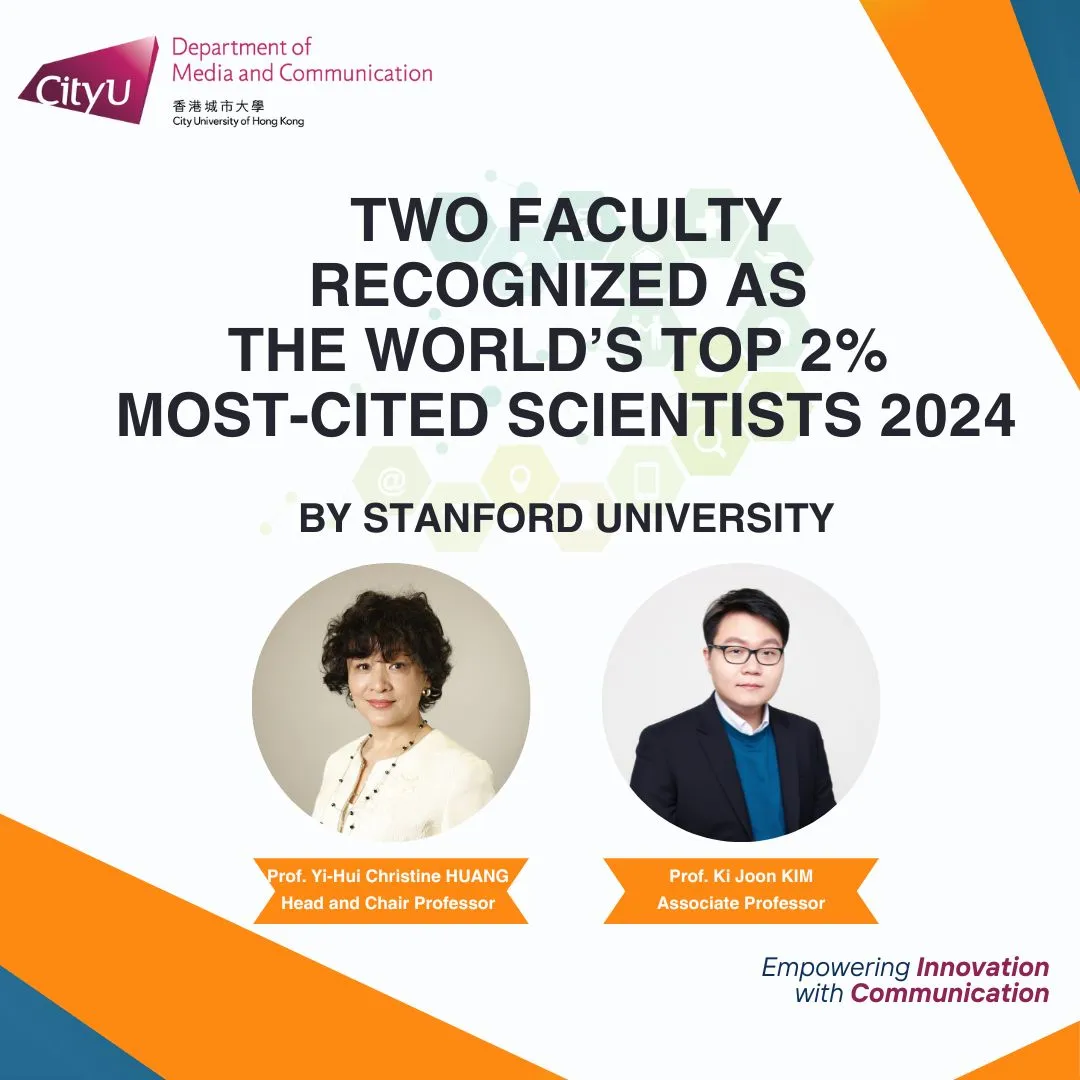 CityU
Department of
Media and Communication
香港城市大學
City University of Hong Kong
TWO FACULTY
RECOGNIZED AS
THE WORLD'S TOP 2%
MOST-CITED SCIENTISTS 2024
@
BY STANFORD UNIVERSITY
Prof. Yi-Hui Christine HUANG
Head and Chair Professor
Prof. Ki Joon KIM
Associate Professor
Empowering Innovation
with Communication